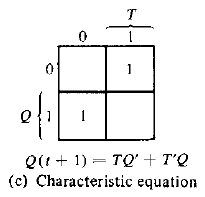 T
0 1
0 1
Q { 1 1
Q(t + 1) = TQ′ + T′Q
(c) Characteristic equation